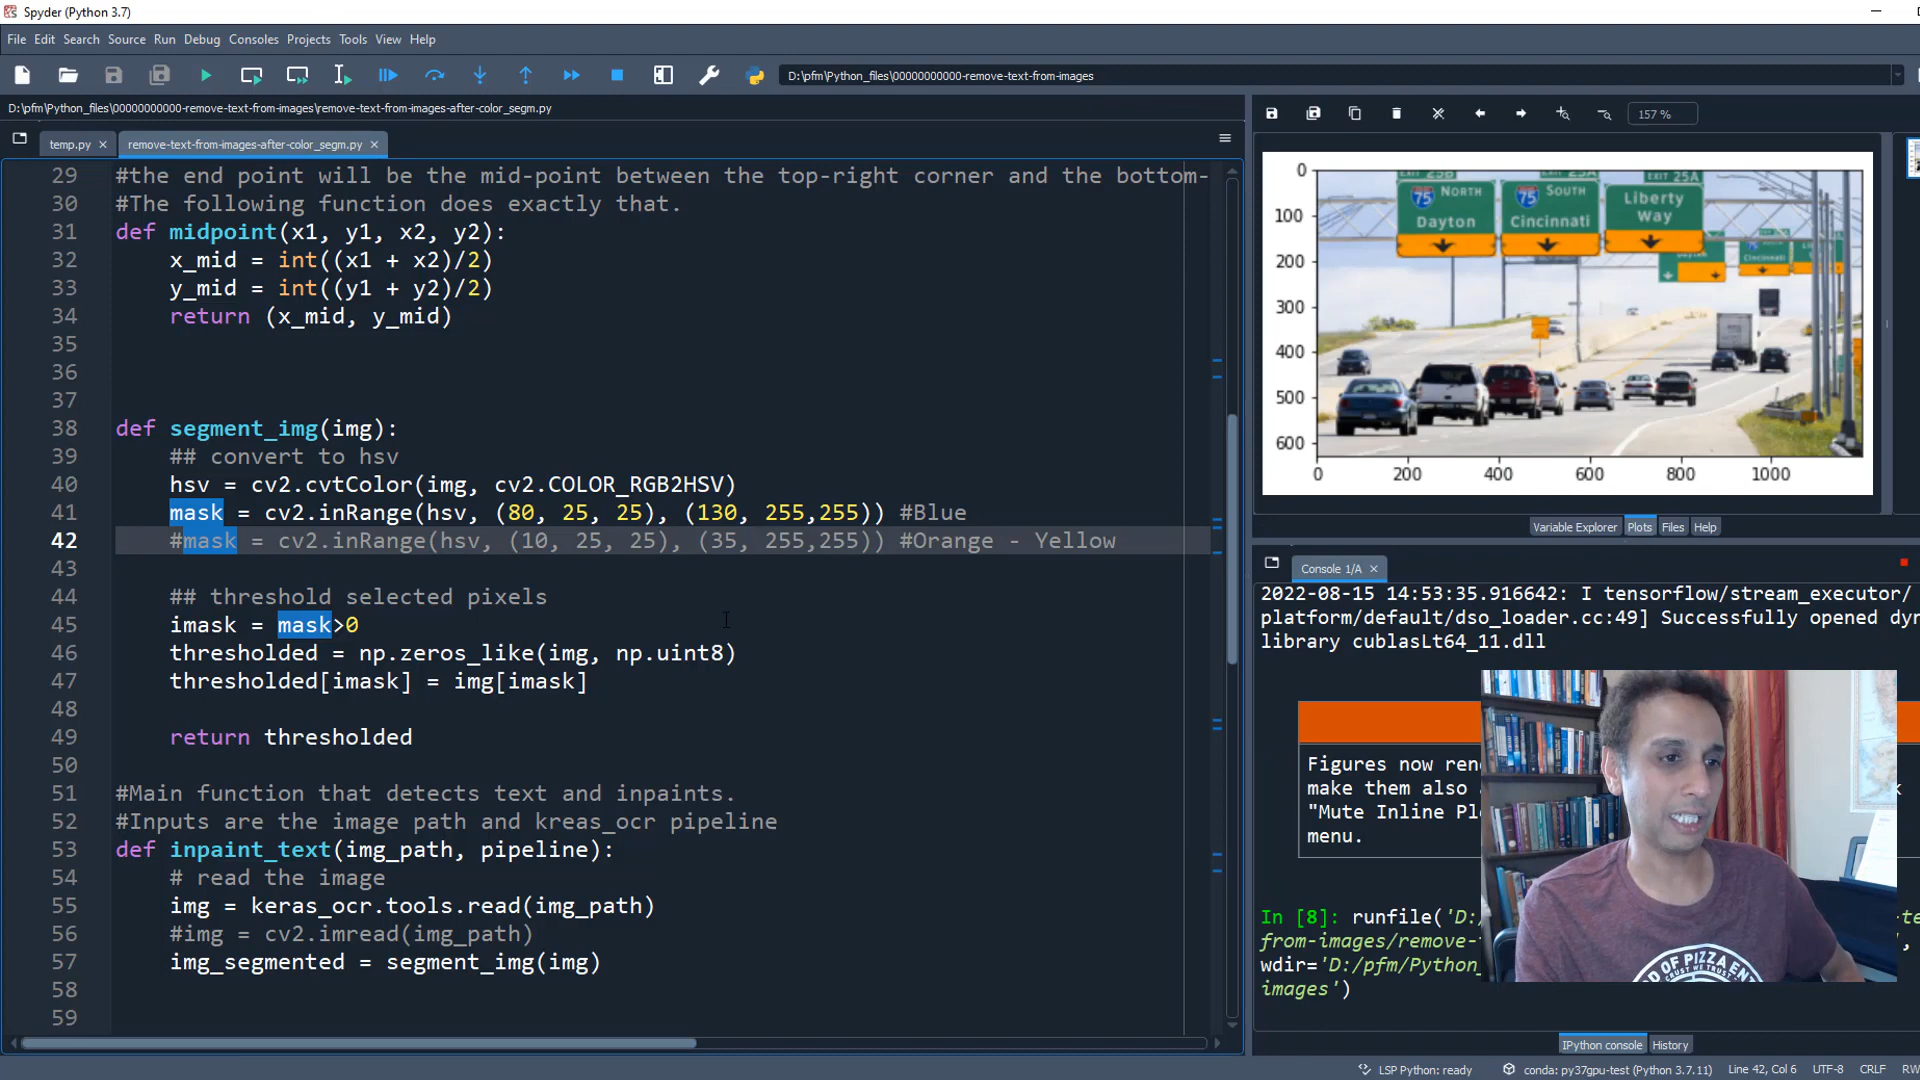 Spyder (Python 3.7)
File Edit Search Source Run Debug Consoles Projects Tools View Help
D:\pfm\Python_files\00000000000-remove-text-from-images
D:\pfm\Python_files\00000000000-remove-text-from-images\remove-text-from-images-after-color_segm.py
157 %
temp.py
remove-text-from-images-after-color_segm.py
29 #the end point will be the mid-point between the top-right corner and the bottom-
30 #The following function does exactly that.
31 def midpoint(x1, y1, x2, y2):
32 x_mid = int((x1 + x2)/2)
33 y_mid = int((y1 + y2)/2)
34 return (x_mid, y_mid)
35
36
37
38 def segment_img(img):
39 ## convert to hsv
40 hsv = cv2.cvtColor(img, cv2.COLOR_RGB2HSV)
41 mask = cv2.inRange(hsv, (80, 25, 25), (130, 255,255)) #Blue
42 #mask = cv2.inRange(hsv, (10, 25, 25), (35, 255,255)) #Orange - Yellow
43
44 ## threshold selected pixels
45 imask = mask>0
46 thresholded = np.zeros_like(img, np.uint8)
47 thresholded[imask] = img[imask]
48
49 return thresholded
50
51 #Main function that detects text and inpaints.
52 #Inputs are the image path and kreas_ocr pipeline
53 def inpaint_text(img_path, pipeline):
54 # read the image
55 img = keras_ocr.tools.read(img_path)
56 #img = cv2.imread(img_path)
57 img_segmented = segment_img(img)
58
59
0
100
200
300
400
500
600
0 200 400 600 800 1000
EXIT 25B
75 NORTH
Dayton
EXIT 25A
75 SOUTH
Cincinnati
EXIT 25A
Liberty
Way
Cincinnati
Variable Explorer Plots Files Help
Console 1/A
2022-08-15 14:53:35.916642: I tensorflow/stream_executor/
platform/default/dso_loader.cc:49] Successfully opened dyn
library cublasLt64_11.dll
Figures now ren
make them also
"Mute Inline Pl
menu.
In [8]: runfile('D:
from-images/remove-
wdir='D:/pfm/Python_
images')
OF PIZZA
CRUST WE TRUST
IPython console History
LSP Python: ready conda: py37gpu-test (Python 3.7.11) Line 42, Col 6 UTF-8 CRLF RW